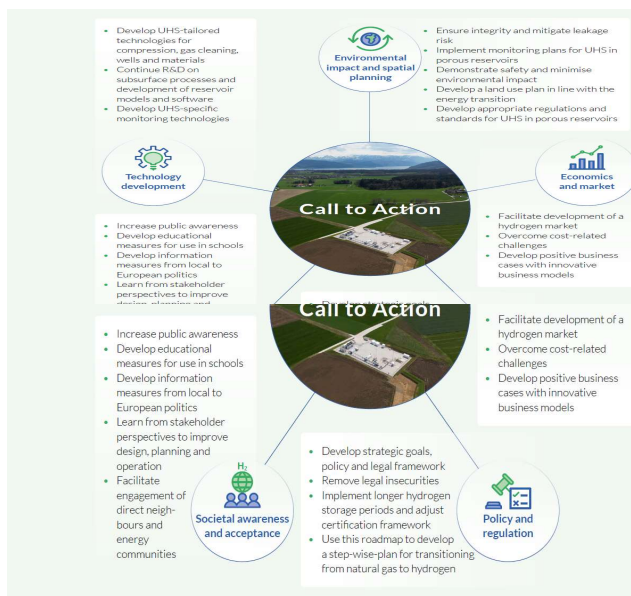 • Develop UHS-tailored
technologies for
compression, gas cleaning,
wells and materials
• Continue R&D on
subsurface processes and
development of reservoir
models and software
• Develop UHS-specific
monitoring technologies
Environmental
impact and spatial
planning
• Ensure integrity and mitigate leakage
risk
• Implement monitoring plans for UHS in
porous reservoirs
• Demonstrate safety and minimise
environmental impact
• Develop a land use plan in line with the
energy transition
• Develop appropriate regulations and
standards for UHS in porous reservoirs
Technology
development
Call to Action
Economics
and market
• Increase public awareness
• Develop educational
measures for use in schools
• Develop information
measures from local to
European politics
• Learn from stakeholder
perspectives to improve
design, planning and
• Facilitate development of a
hydrogen market
• Overcome cost-related
challenges
• Develop positive business
cases with innovative
business models
• Develop strategic goals
Call to Action
• Increase public awareness
• Develop educational
measures for use in schools
• Develop information
measures from local to
European politics
• Learn from stakeholder
perspectives to improve
design, planning and
operation
• Facilitate
engagement of
direct neigh-
bours and
energy
communities
• Facilitate development of a
hydrogen market
• Overcome cost-related
challenges
• Develop positive business
cases with innovative
business models
H₂
Societal awareness
and acceptance
• Develop strategic goals,
policy and legal framework
• Remove legal insecurities
• Implement longer hydrogen
storage periods and adjust
certification framework
• Use this roadmap to develop
a step-wise-plan for transitioning
from natural gas to hydrogen
Policy and
regulation